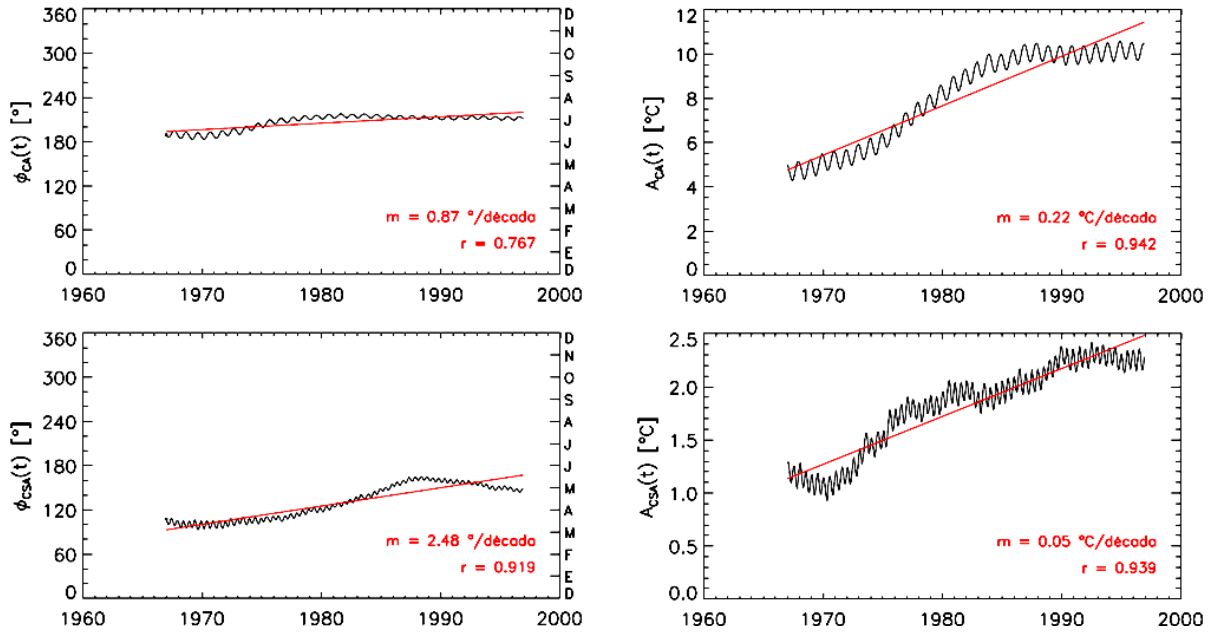 360
300
240
180
120
60
0
ϕCA(t) [°]
D
N
O
S
A
J
J
M
A
M
F
E
D
m = 0.87 º/década
r = 0.767
1960 1970 1980 1990 2000
12
10
8
6
4
2
0
ACA(t) [ºC]
m = 0.22 ºC/década
r = 0.942
1960 1970 1980 1990 2000
360
300
240
180
120
60
0
ϕCSA(t) [°]
D
N
O
S
A
J
J
M
A
M
F
E
D
m = 2.48 º/década
r = 0.919
1960 1970 1980 1990 2000
2.5
2.0
1.5
1.0
0.5
0.0
ACSA(t) [ºC]
m = 0.05 ºC/década
r = 0.939
1960 1970 1980 1990 2000